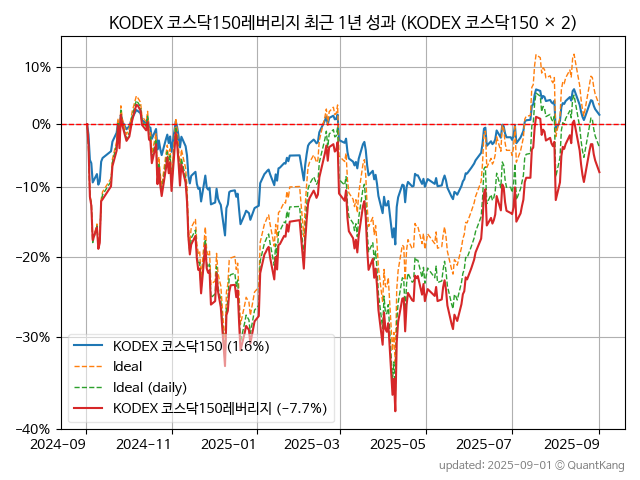 KODEX 코스닥150레버리지 최근 1년 성과 (KODEX 코스닥150 × 2)
10%
0%
−10%
−20%
−30%
−40%
KODEX 코스닥150 (1.6%)
Ideal
Ideal (daily)
KODEX 코스닥150레버리지 (−7.7%)
2024-09
2024-11
2025-01
2025-03
2025-05
2025-07
2025-09
updated: 2025-09-01 © QuantKang